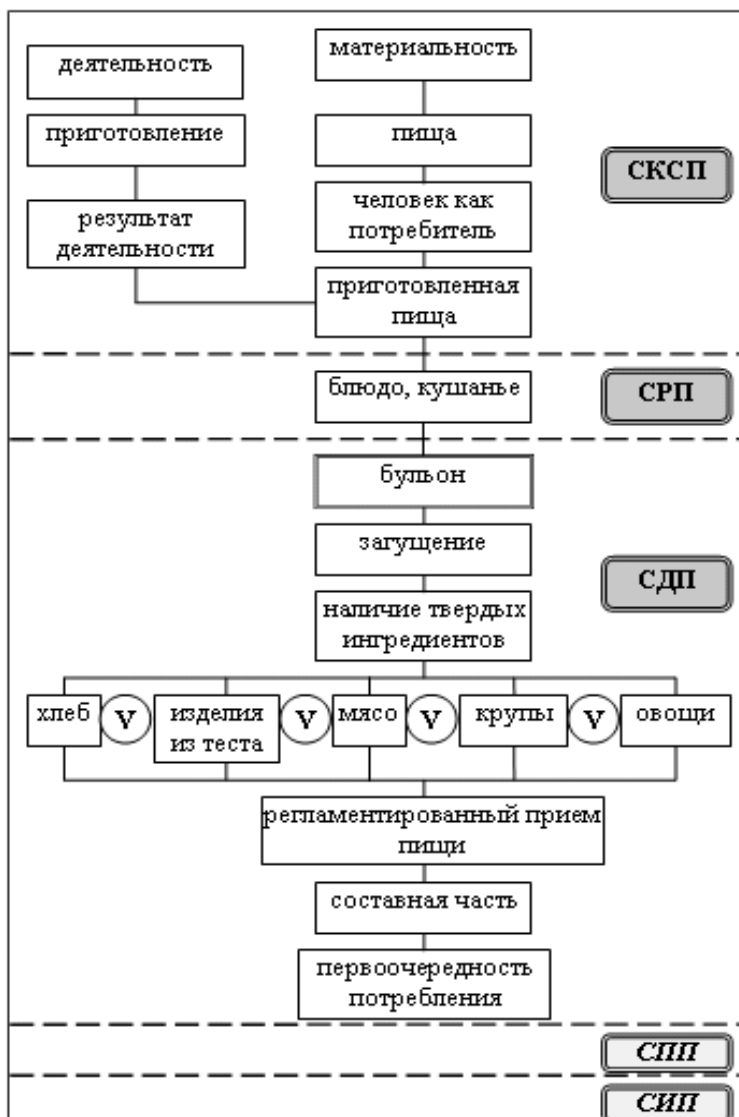 материальность
деятельность
приготовление
пища
СКСП
результат
деятельности
человек как
потребитель
приготовленная
пища
блюдо, кушанье
СРП
бульон
загущение
СДП
наличие твердых
ингредиентов
хлеб
V
изделия
из теста
V
мясо
V
крупы
V
овощи
регламентированный прием
пищи
составная часть
первоочередность
потребления
СПП
СИП